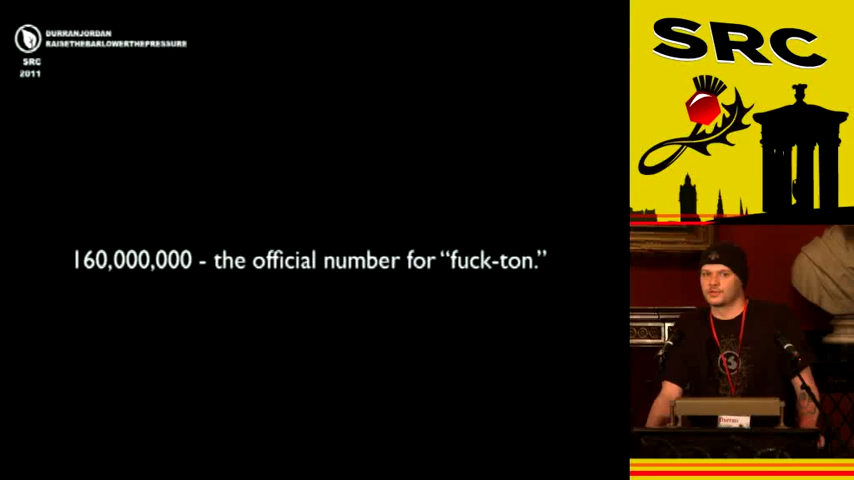 DURRANJORDAN
RAISETHEBARLOWERTHEPRESSURE
SRC
2011
160,000,000 - the official number for “fuck-ton.”
SRC